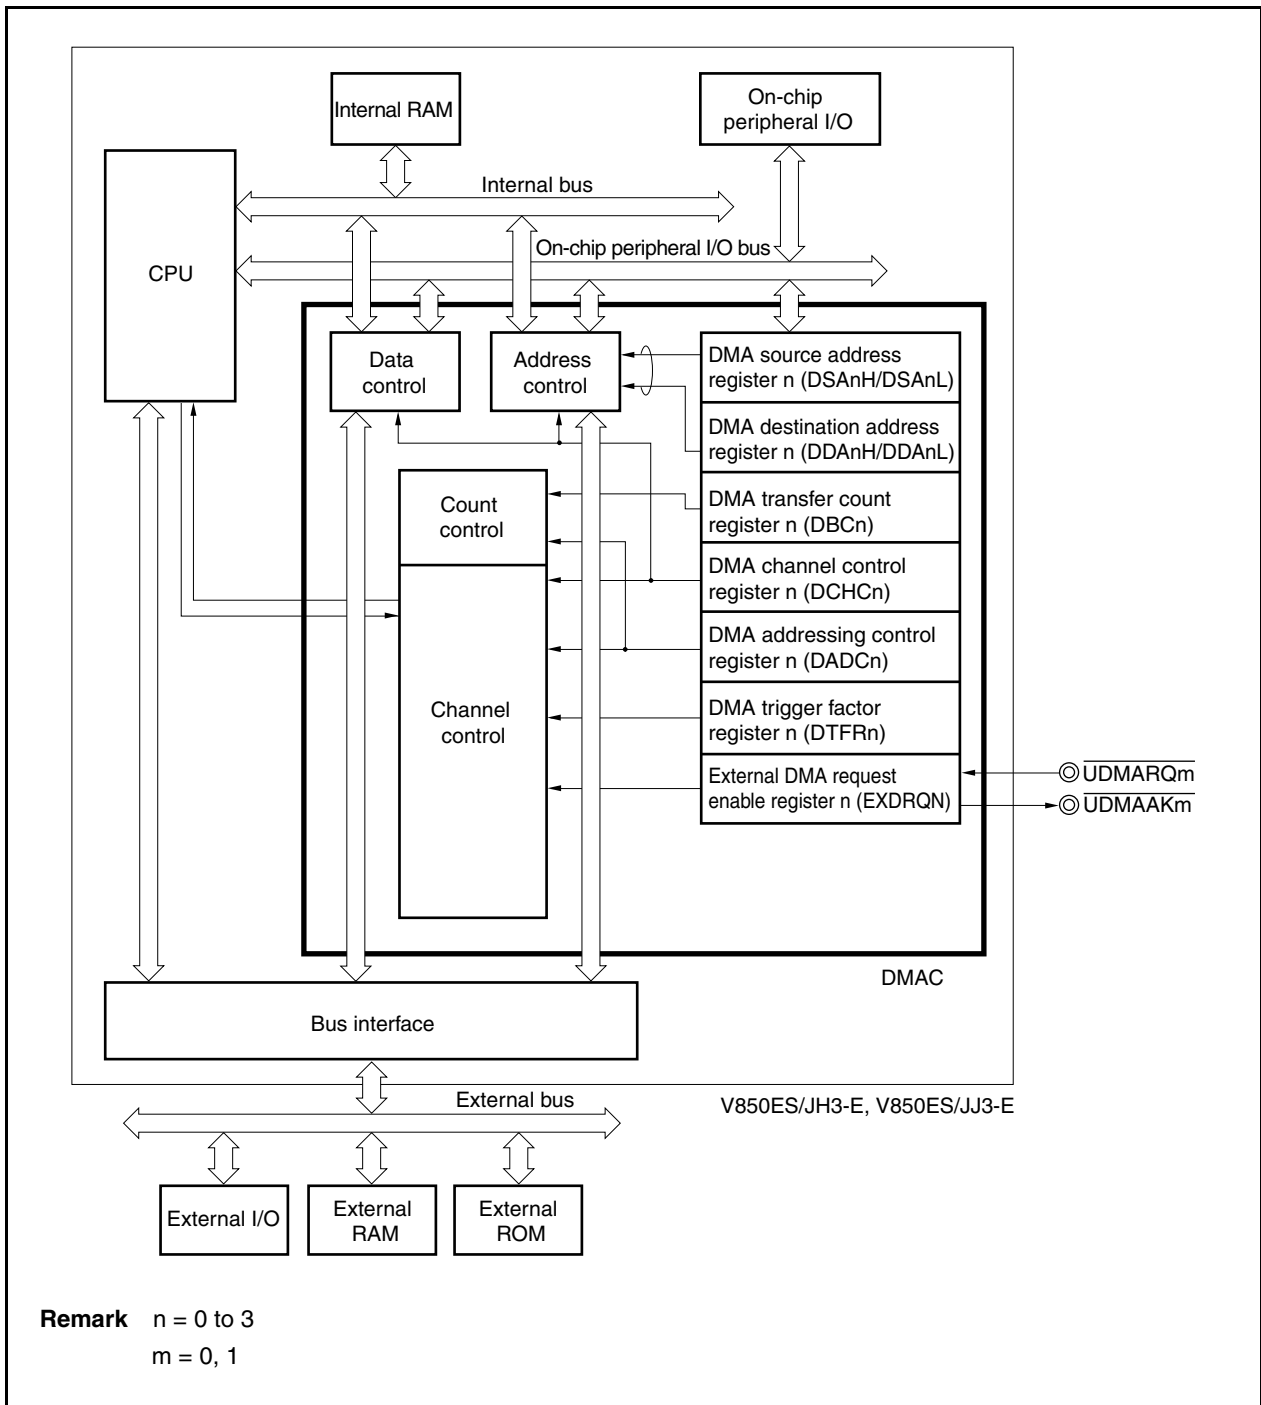 Internal RAM
On-chip
peripheral I/O
Internal bus
On-chip peripheral I/O bus
CPU
Data
control
Address
control
DMA source address
register n (DSAnH/DSAnL)
DMA destination address
register n (DDAnH/DDAnL)
Count
control
DMA transfer count
register n (DBCn)
DMA channel control
register n (DCHCn)
DMA addressing control
register n (DADCn)
Channel
control
DMA trigger factor
register n (DTFRn)
External DMA request
enable register n (EXDRQN)
UDMARQm
UDMAAKm
DMAC
Bus interface
External bus
V850ES/JH3-E, V850ES/JJ3-E
External I/O
External
RAM
External
ROM
Remark n = 0 to 3
m = 0, 1